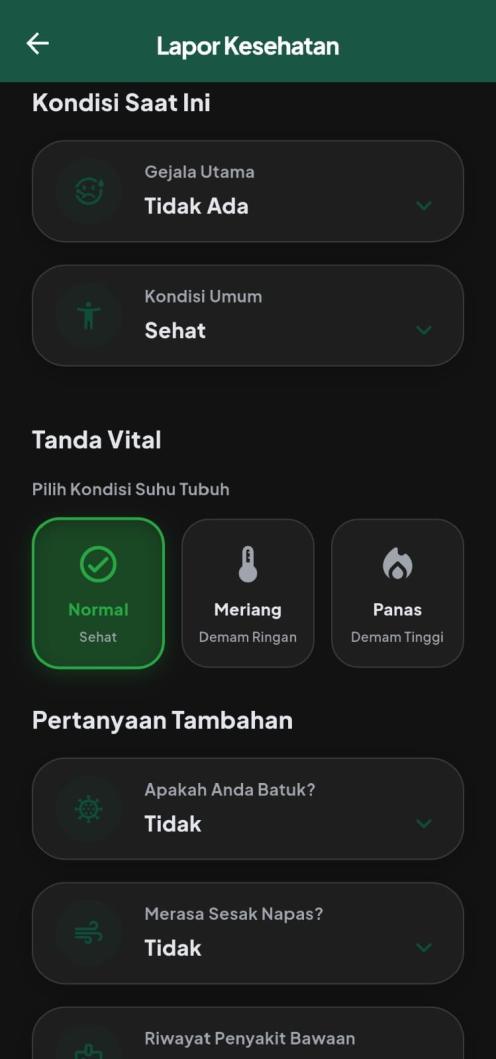 Lapor Kesehatan
Kondisi Saat Ini
Gejala Utama
Tidak Ada
Kondisi Umum
Sehat
Tanda Vital
Pilih Kondisi Suhu Tubuh
Normal
Sehat
Meriang
Demam Ringan
Panas
Demam Tinggi
Pertanyaan Tambahan
Apakah Anda Batuk?
Tidak
Merasa Sesak Napas?
Tidak
Riwayat Penyakit Bawaan